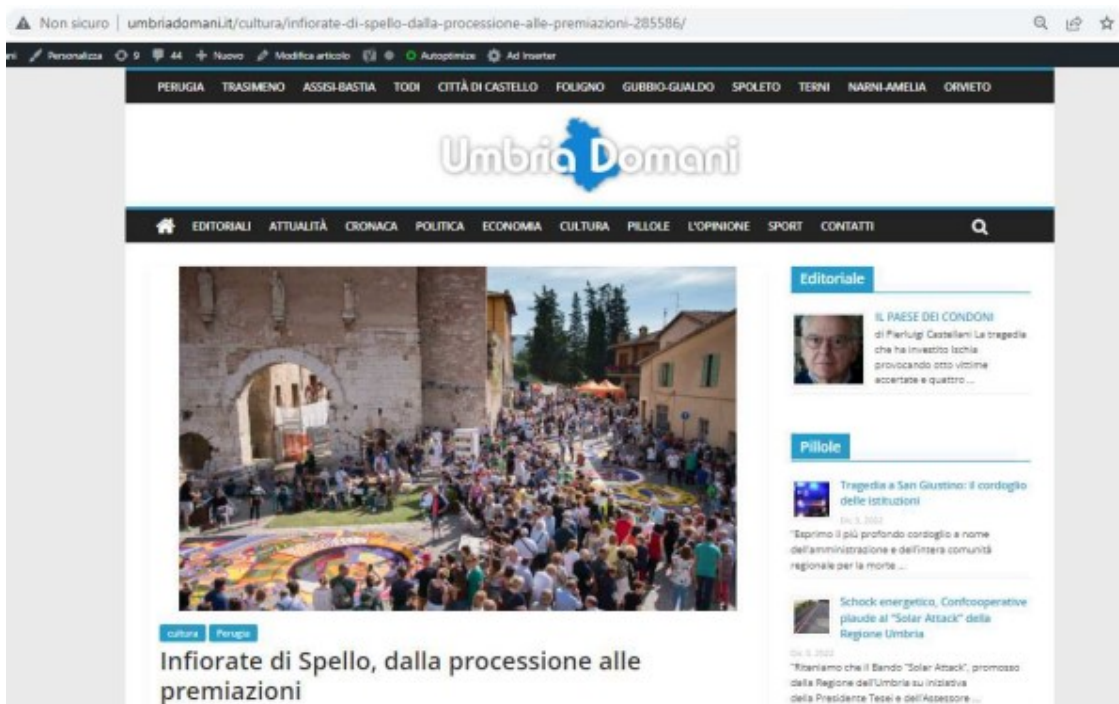 Non sicuro | umbriadomani.it/cultura/infiorate-di-spello-dalla-processione-alle-premiazioni-285586/
Personalizza 9 44 + Nuovo Modifica articolo Autoptimize Ad Inserter
PERUGIA TRASIMENO ASSISI-BASTIA TODI CITTÀ DI CASTELLO FOLIGNO GUBBIO-GUALDO SPOLETO TERNI NARNI-AMELIA ORVIETO
Umbria Domani
EDITORIALI ATTUALITÀ CRONACA POLITICA ECONOMIA CULTURA PILLOLE L'OPINIONE SPORT CONTATTI
Editoriale
IL PAESE DEI CONDONI
di Pierluigi Castellani La tragedia
che ha investito Ischia
provocando otto vittime
accertate e quattro ...
Pillole
Tragedia a San Giustino: il cordoglio
delle istituzioni
Dic 3, 2022
"Esprimo il più profondo cordoglio a nome
dell'amministrazione e dell'intera comunità
regionale per la morte ...
Schock energetico, Confcooperative
plaude al "Solar Attack" della
Regione Umbria
Dic 3, 2022
"Riteniamo che il Bando "Solar Attack", promosso
dalla Regione dell'Umbria su iniziativa
della Presidente Tesei e dell'Assessore ...
cultura Perugia
Infiorate di Spello, dalla processione alle
premiazioni